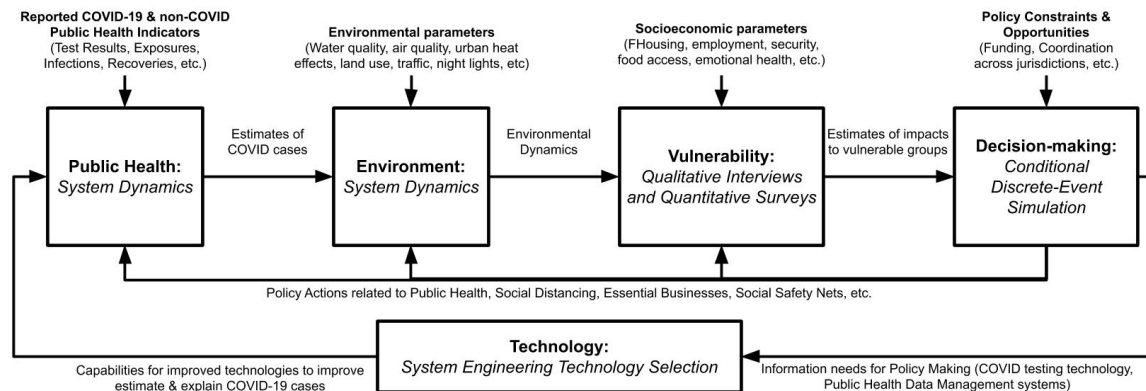 Reported COVID-19 & non-COVID
Public Health Indicators
(Test Results, Exposures,
Infections, Recoveries, etc.)
Environmental parameters
(Water quality, air quality, urban heat
effects, land use, traffic, night lights, etc)
Socioeconomic parameters
(FHousing, employment, security,
food access, emotional health, etc.)
Policy Constraints &
Opportunities
(Funding, Coordination
across jurisdictions, etc.)
Public Health:
System Dynamics
Estimates of
COVID cases
Environment:
System Dynamics
Environmental
Dynamics
Vulnerability:
Qualitative Interviews
and Quantitative Surveys
Estimates of impacts
to vulnerable groups
Decision-making:
Conditional
Discrete-Event
Simulation
Policy Actions related to Public Health, Social Distancing, Essential Businesses, Social Safety Nets, etc.
Technology:
System Engineering Technology Selection
Capabilities for improved technologies to improve
estimate & explain COVID-19 cases
Information needs for Policy Making (COVID testing technology,
Public Health Data Management systems)